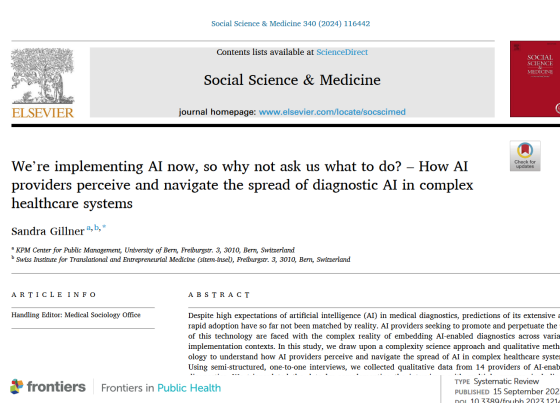 Social Science & Medicine 340 (2024) 116442
Contents lists available at ScienceDirect
Social Science & Medicine
journal homepage: www.elsevier.com/locate/socscimed
ELSEVIER
SOCIAL
SCIENCE
&
MEDICINE
Check for
updates
We're implementing AI now, so why not ask us what to do? – How AI
providers perceive and navigate the spread of diagnostic AI in complex
healthcare systems
Sandra Gillner a,b,*
a KPM Center for Public Management, University of Bern, Freiburgstr. 3, 3010, Bern, Switzerland
b Swiss Institute for Translational and Entrepreneurial Medicine (sitem-insel), Freiburgstr. 3, 3010, Bern, Switzerland
ARTICLE INFO
Handling Editor: Medical Sociology Office
ABSTRACT
Despite high expectations of artificial intelligence (AI) in medical diagnostics, predictions of its extensive a
rapid adoption have so far not been matched by reality. AI providers seeking to promote and perpetuate the
of this technology are faced with the complex reality of embedding AI-enabled diagnostics across varia
implementation contexts. In this study, we draw upon a complexity science approach and qualitative meth
ology to understand how AI providers perceive and navigate the spread of AI in complex healthcare syste
Using semi-structured, one-to-one interviews, we collected qualitative data from 14 providers of AI-enab
frontiers
Frontiers in Public Health
TYPE Systematic Review
PUBLISHED 15 September 202
DOI 10.3389/fpubh.2023.121